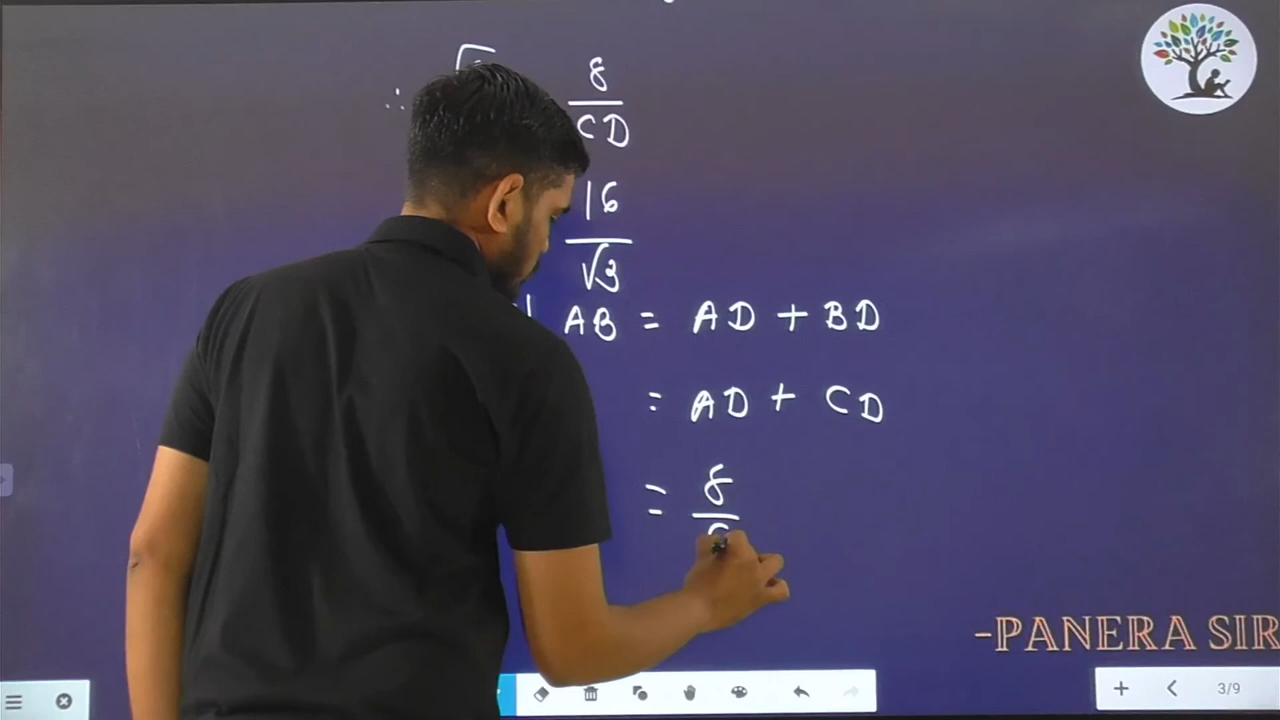 ∴ √ 8/CD
16/√3
AB = AD + BD
= AD + CD
= 8/
-PANERA SIR
3/9